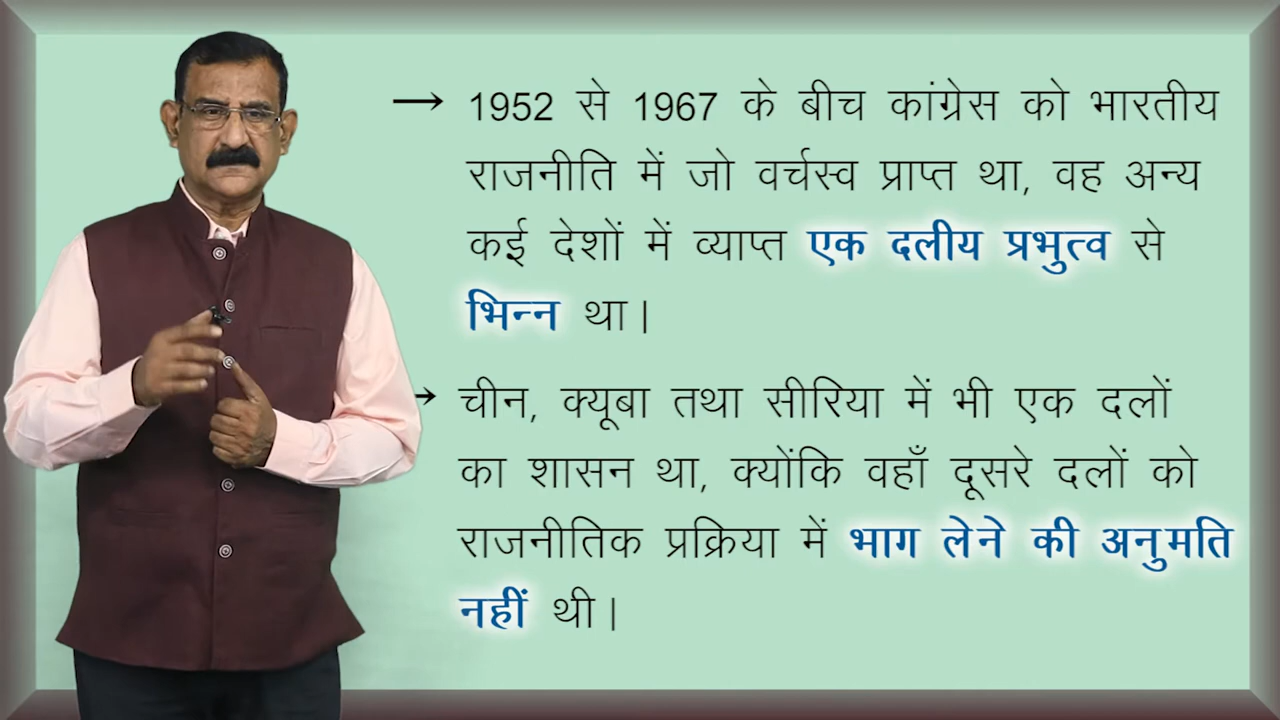 → 1952 से 1967 के बीच कांग्रेस को भारतीय
राजनीति में जो वर्चस्व प्राप्त था, वह अन्य
कई देशों में व्याप्त एक दलीय प्रभुत्व से
भिन्न था।
→ चीन, क्यूबा तथा सीरिया में भी एक दलों
का शासन था, क्योंकि वहाँ दूसरे दलों को
राजनीतिक प्रक्रिया में भाग लेने की अनुमति
नहीं थी।